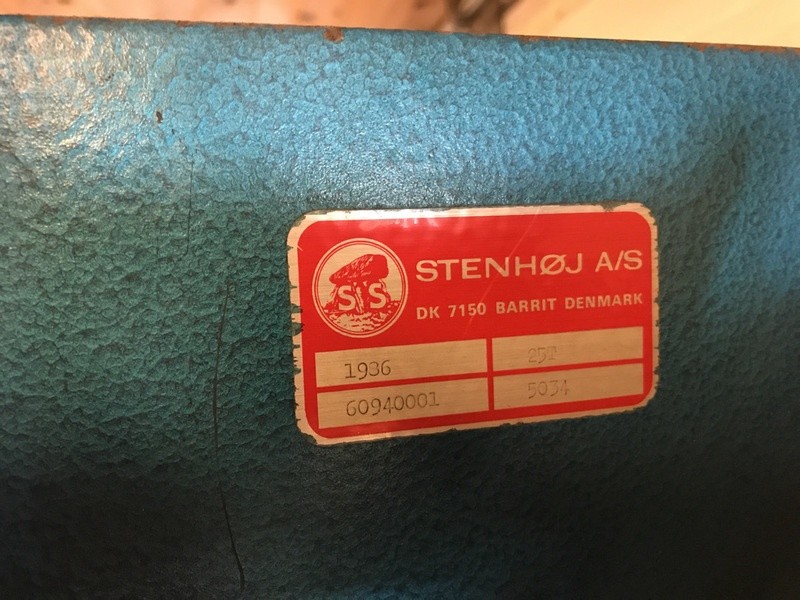 SS
STENHØJ A/S
DK 7150 BARRIT DENMARK
1986 25T
60940001 5034